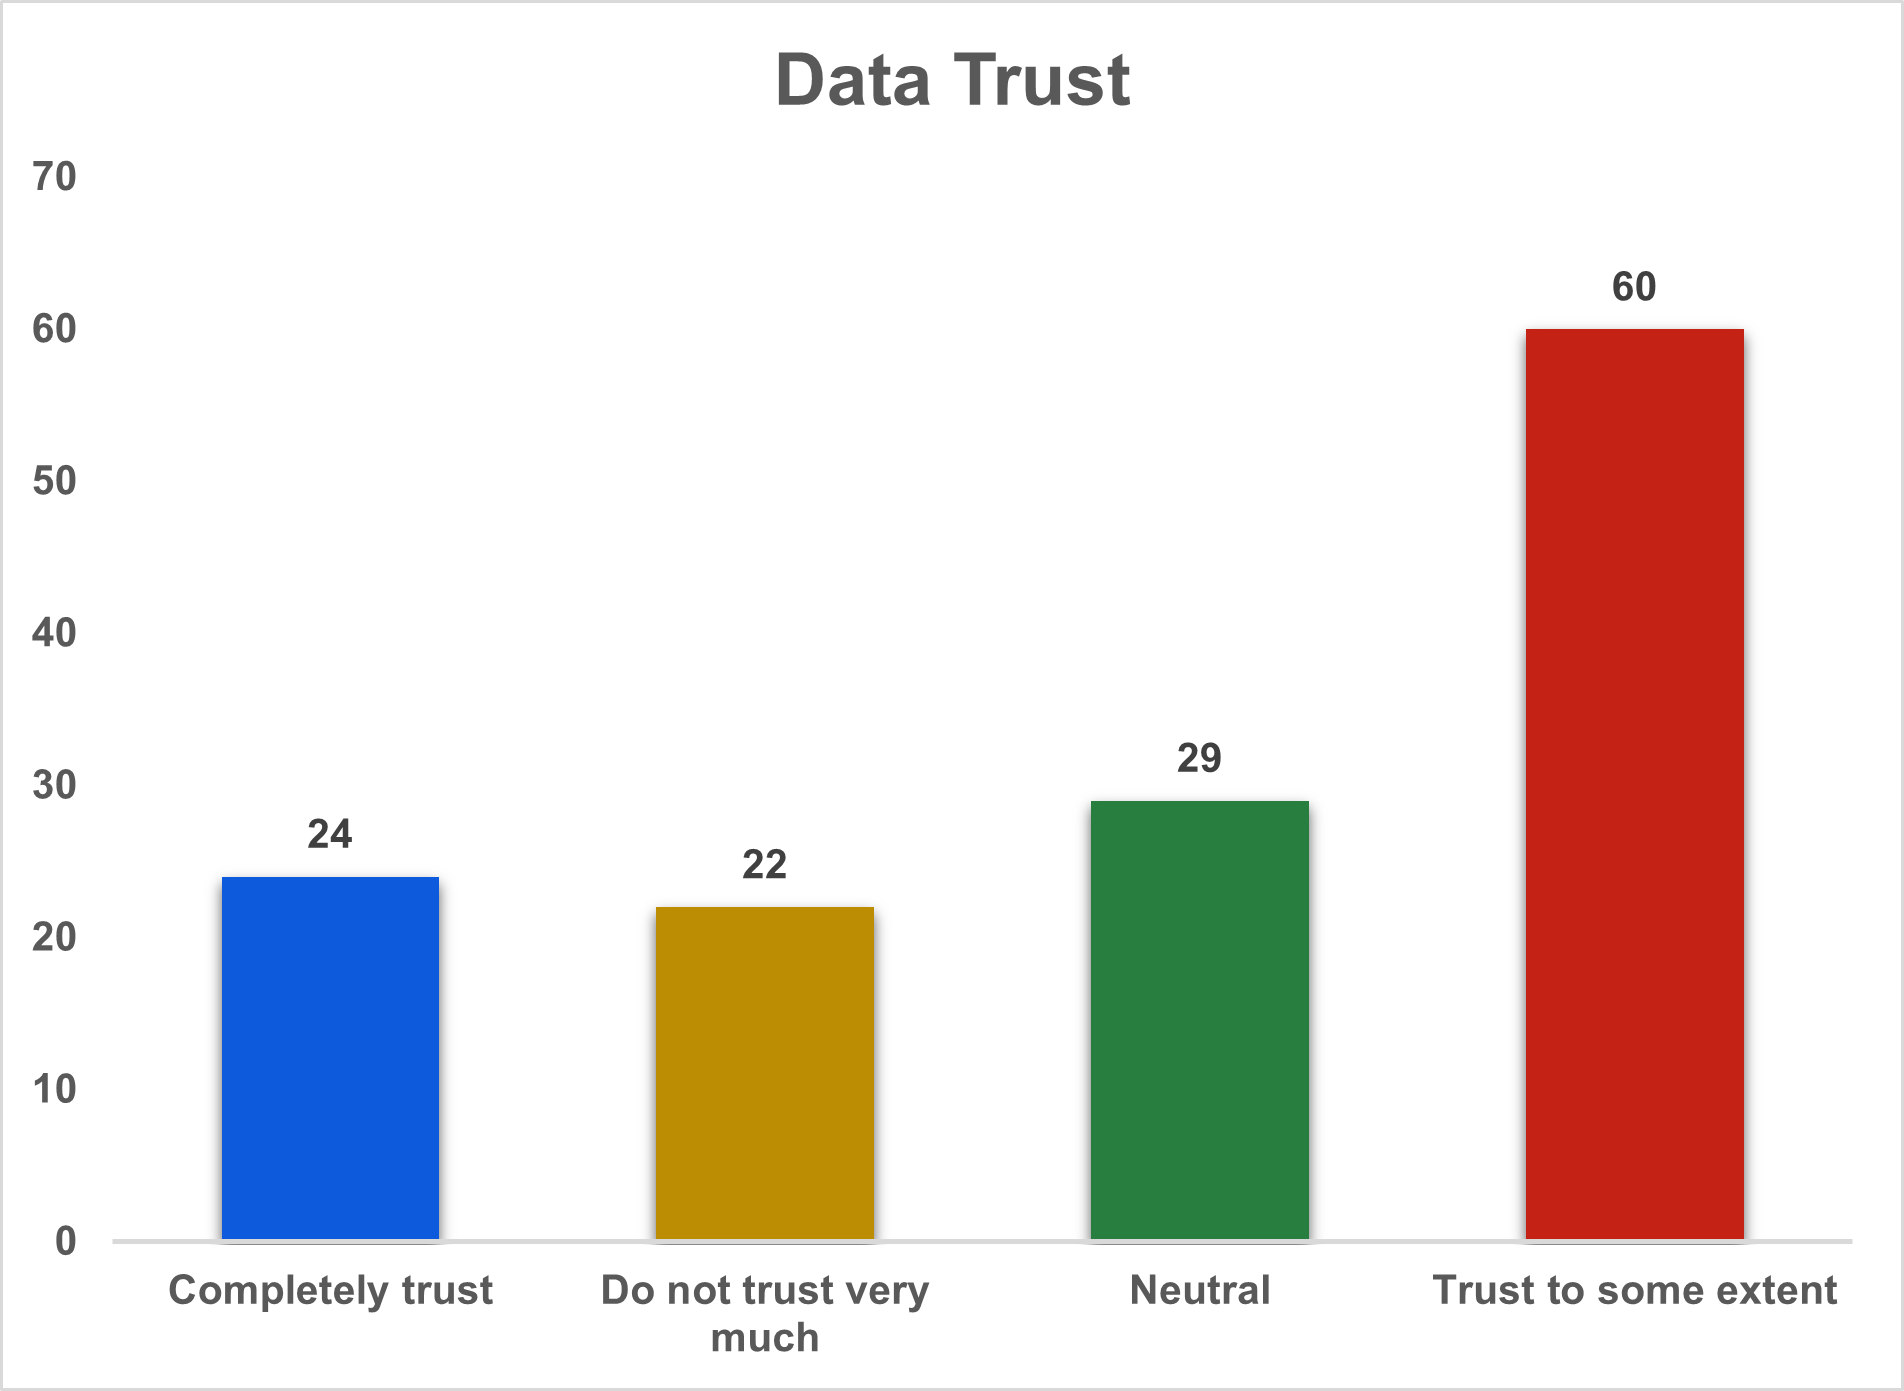 Data Trust
70
60
50
40
30
20
10
0
24
22
29
60
Completely trust
Do not trust very
much
Neutral
Trust to some extent